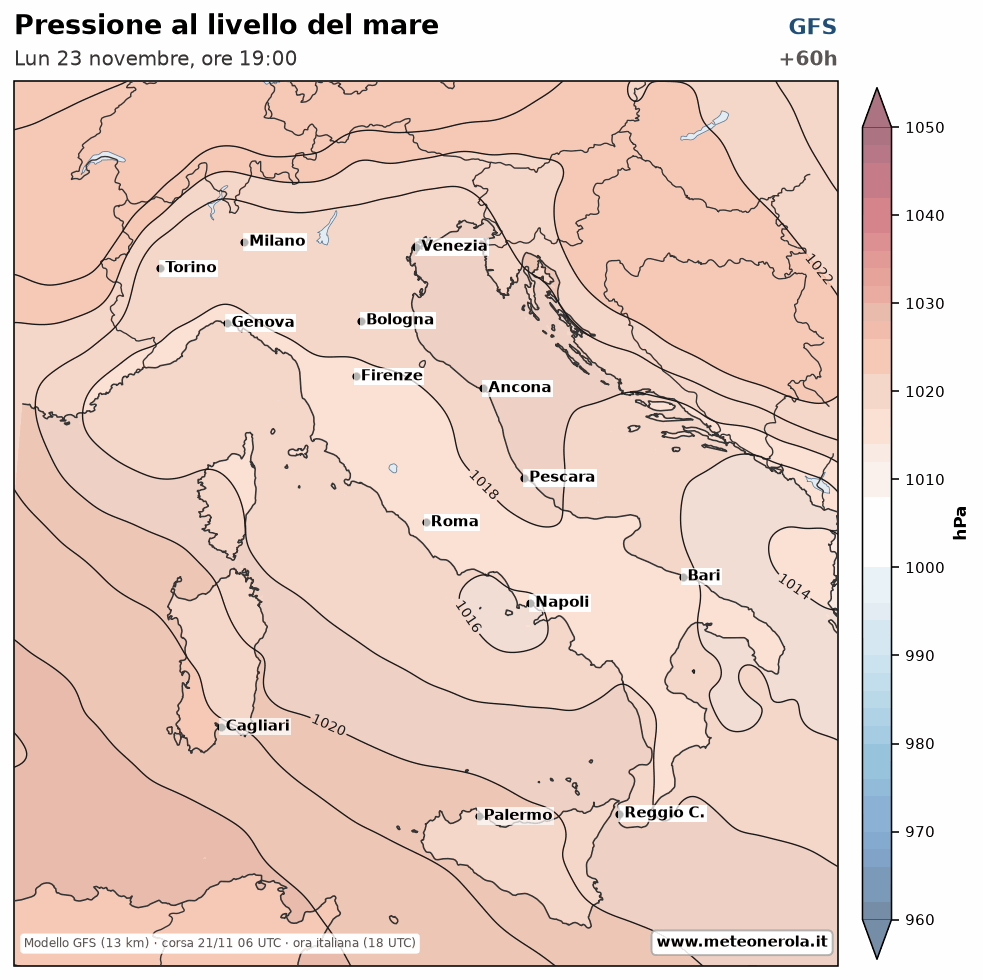 Pressione al livello del mare
GFS
Lun 23 novembre, ore 19:00
+60h
1050
1040
1030
1020
1010
1000
990
980
970
960
hPa
Milano
Venezia
Torino
1022
Genova
Bologna
Firenze
Ancona
Pescara
1018
Roma
Bari
1014
Napoli
1016
Cagliari
1020
Palermo
Reggio C.
Modello GFS (13 km) · corsa 21/11 06 UTC · ora italiana (18 UTC)
www.meteonerola.it